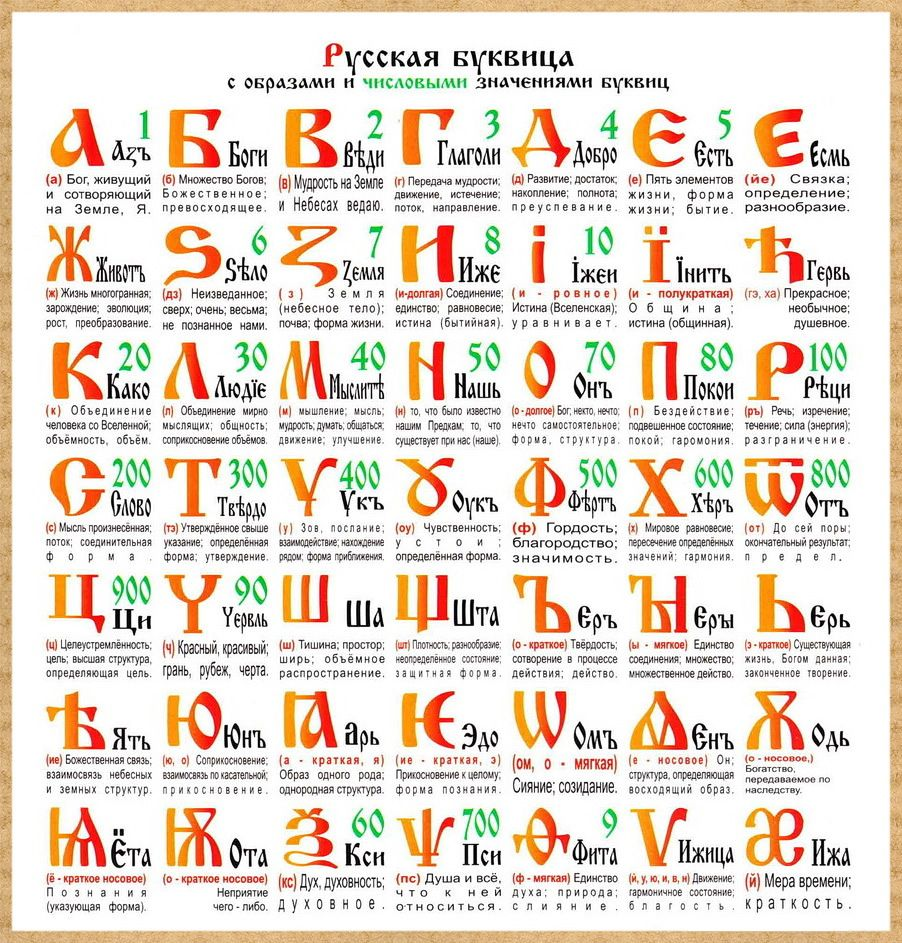 Русская буквица
с образами и числовыми значениями буквиц
А 1 Азъ
(а) Бог, живущий
и сотворяющий
на Земле, Я.
Б Боги
(б) Множество Богов;
Божественное;
превосходящее.
В 2 Вѣди
(в) Мудрость на Земле
и Небесах ведаю.
Г 3 Глаголи
(г) Передача мудрости;
движение, истечение;
поток, направление.
Д 4 Добро
(д) Развитие; достаток;
накопление; полнота;
преуспевание.
Є 5 Єсть
(е) Пять элементов
жизни, форма
жизни; бытие.
Е Есмь
(йе) Связка;
определение;
разнообразие.
Ж Животъ
(ж) Жизнь многогранная;
зарождение; эволюция;
рост, преобразование.
Ѕ 6 Ѕѣло
(дз) Неизведанное;
сверх; очень; весьма;
не познанное нами.
З 7 Земля
(з) Земля
(небесное тело);
почва; форма жизни.
И 8 Иже
(и-долгая) Соединение;
единство; равновесие;
истина (бытийная).
і 10 Іжеи
(и - ровное)
Истина (Вселенская);
уравнивает.
Ї Їнить
(и - полукраткая)
Община;
истина (общинная).
Ћ Гервь
(гэ, ха) Прекрасное;
необычное;
душевное.
К 20 Како
(к) Объединение
человека со Вселенной;
объёмность, объём.
Л 30 Людїе
(л) Объединение мирно
мыслящих; общность;
соприкосновение объёмов.
М 40 Мыслитѣ
(м) мышление; мысль;
мудрость; думать; общаться;
движение; улучшение.
Н 50 Нашь
(н) то, что было известно
нашим Предкам; то, что
существует при нас (наше).
О 70 Онъ
(о - долгое) Бог; некто, нечто;
нечто самостоятельное;
форма, структура.
П 80 Покои
(п) Бездействие;
подвешенное состояние;
покой; гаромония.
Р 100 Рѣци
(ръ) Речь; изречение;
течение; сила (энергия);
разграничение.
С 200 Слово
(с) Мысль произнесённая;
поток; соединительная
форма.
Т 300 Твѣрдо
(тэ) Утверждённое свыше
указание; определённая
форма; утверждение.
Ѵ 400 Укъ
(у) Зов, послание;
взаимодействие; нахождение
рядом; форма приближения.
Ȣ Оукъ
(оу) Чувственность;
устои;
определённая форма.
Ф 500 Фѣртъ
(ф) Гордость;
благородство;
значимость.
Х 600 Хѣръ
(х) Мировое равновесие;
пересечение определённых
значений; гармония.
Ѿ 800 Отъ
(от) До сей поры;
окончательный результат;
предел.
Ц 900 Ци
(ц) Целеустремлённость;
цель; высшая структура,
определяющая цель.
Ч 90 Червль
(ч) Красный, красивый;
грань, рубеж, черта.
Ш Ша
(ш) Тишина; простор;
ширь; объёмное
распространение.
Щ Шта
(шт) Плотность; разнообразие;
неопределённое состояние;
защитная форма.
Ъ Еръ
(о - краткое) Твёрдость;
сотворение в процессе
действия; действо.
Ы Еры
(ы - мягкое) Единство
соединения; множество;
множественное действо.
Ь Ерь
(э - краткое) Существующая
жизнь, Богом данная;
законченное творение.
Ѣ Ять
(ие) Божественная связь;
взаимосвязь небесных
и земных структур.
Ю Юнъ
(ю, о) Соприкосновение;
взаимосвязь по касательной;
прикосновение.
Ꙗ Арь
(а - краткая, я)
Образ одного рода;
однородная структура.
Ѥ Эдо
(ие - краткая, э)
Прикосновение к целому;
форма познания.
Ѡ Омъ
(ом, о - мягкая)
Сияние; созидание.
Ѧ Енъ
(е - носовое) Он;
структура, определяющая
восходящий образ.
Ѫ Одь
(о - носовое,)
Богатство,
передаваемое по
наследству.
Ѩ Ёта
(ё - краткое носовое)
Познания
(указующая форма).
Ѭ Ота
(о - краткое носовое)
Неприятие
чего - либо.
Ѯ 60 Кси
(кс) Дух, духовность;
духовное.
Ѱ 700 Пси
(пс) Душа и всё,
что к ней
относиться.
Ѳ 9 Фита
(ф - мягкая) Единство
духа; природа;
слияние.
Ѵ Ижица
(й, у, ю, и, в, н) Движение;
гармоничное состояние;
благость.
Æ Ижа
(й) Мера времени;
краткость.